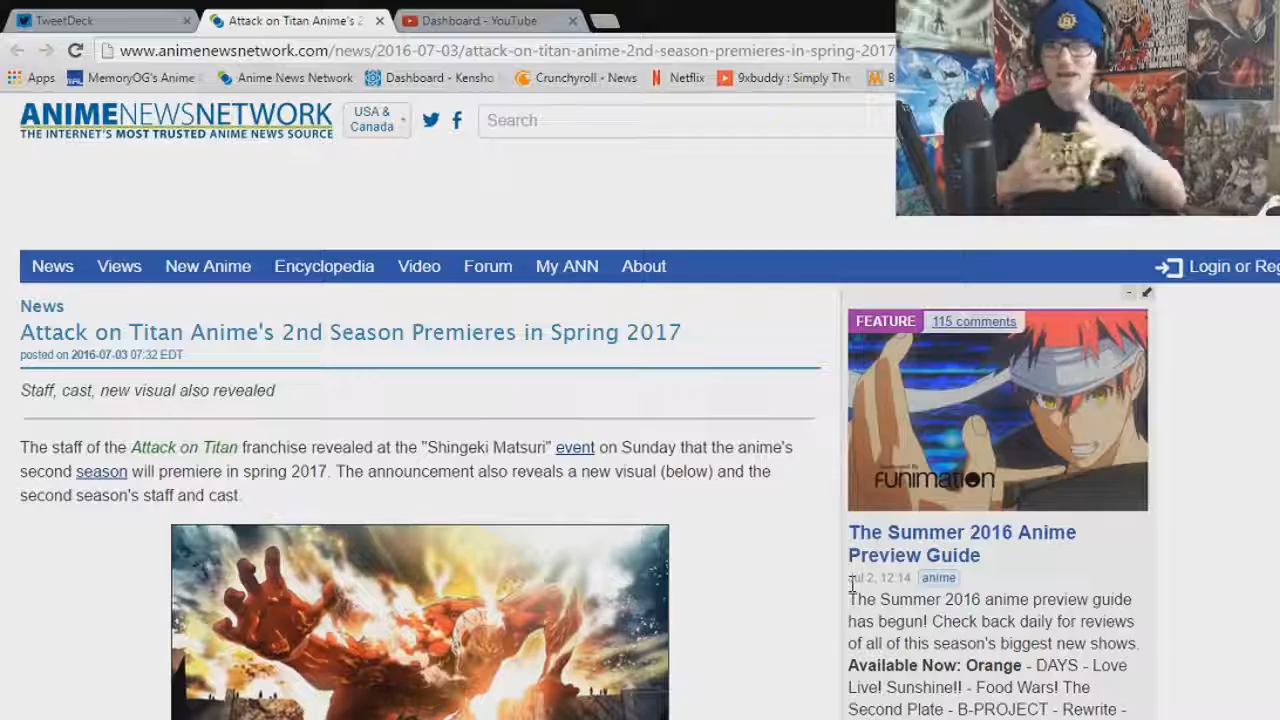 TweetDeck
Attack on Titan Anime's 2
Dashboard - YouTube
www.animenewsnetwork.com/news/2016-07-03/attack-on-titan-anime-2nd-season-premieres-in-spring-2017
Apps
MemoryOG's Anime
Anime News Network
Dashboard - Kensho
Crunchyroll - News
Netflix
9xbuddy : Simply The
B
ANIMENEWSNETWORK
THE INTERNET'S MOST TRUSTED ANIME NEWS SOURCE
USA &
Canada
Search
News
Views
New Anime
Encyclopedia
Video
Forum
My ANN
About
Login or Reg
News
Attack on Titan Anime's 2nd Season Premieres in Spring 2017
posted on 2016-07-03 07:32 EDT
Staff, cast, new visual also revealed
The staff of the Attack on Titan franchise revealed at the "Shingeki Matsuri" event on Sunday that the anime's
second season will premiere in spring 2017. The announcement also reveals a new visual (below) and the
second season's staff and cast.
FEATURE
115 comments
FUNIMATION
The Summer 2016 Anime
Preview Guide
Jul 2, 12:14
anime
The Summer 2016 anime preview guide
has begun! Check back daily for reviews
of all of this season's biggest new shows.
Available Now: Orange - DAYS - Love
Live! Sunshine!! - Food Wars! The
Second Plate - B-PROJECT - Rewrite -